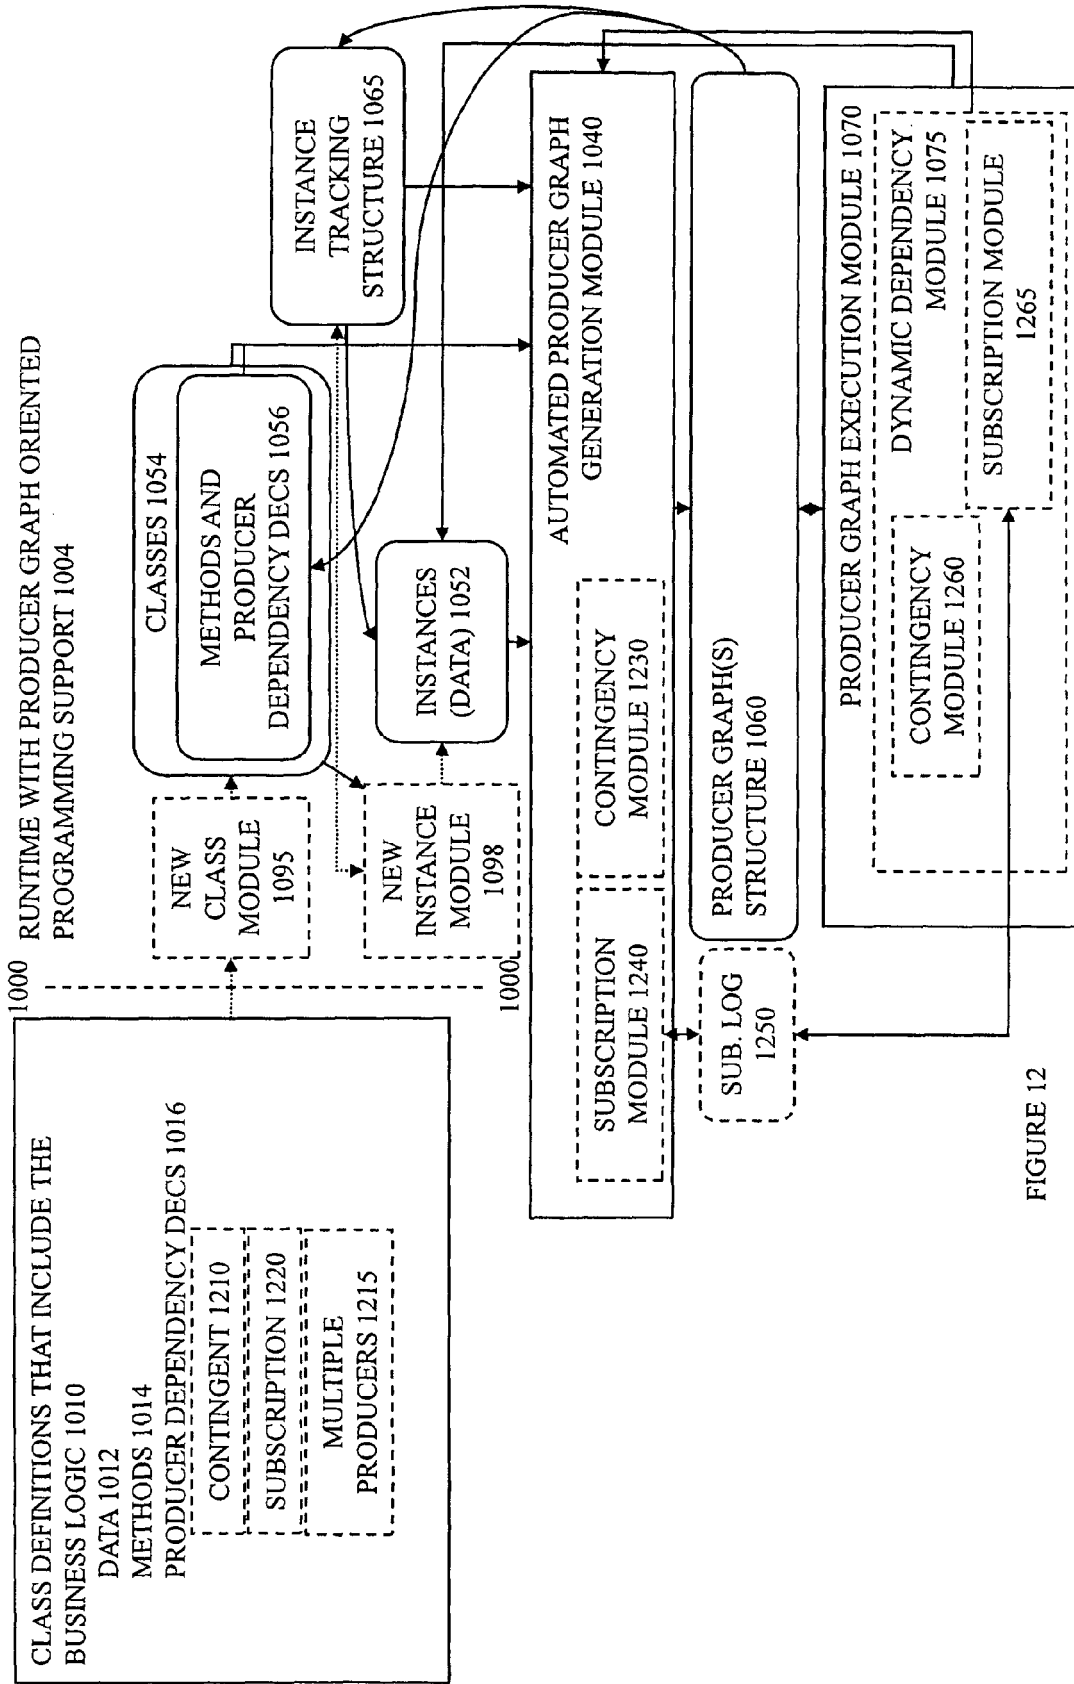 CLASS DEFINITIONS THAT INCLUDE THE
BUSINESS LOGIC 1010
DATA 1012
METHODS 1014
PRODUCER DEPENDENCY DECS 1016
CONTINGENT 1210
SUBSCRIPTION 1220
MULTIPLE
PRODUCERS 1215
1000
1000
RUNTIME WITH PRODUCER GRAPH ORIENTED
PROGRAMMING SUPPORT 1004
NEW
CLASS
MODULE
1095
CLASSES 1054
METHODS AND
PRODUCER
DEPENDENCY DECS 1056
INSTANCE
TRACKING
STRUCTURE 1065
NEW
INSTANCE
MODULE
1098
INSTANCES
(DATA) 1052
AUTOMATED PRODUCER GRAPH
GENERATION MODULE 1040
SUBSCRIPTION
MODULE 1240
CONTINGENCY
MODULE 1230
SUB. LOG
1250
PRODUCER GRAPH(S)
STRUCTURE 1060
PRODUCER GRAPH EXECUTION MODULE 1070
DYNAMIC DEPENDENCY
MODULE 1075
CONTINGENCY
MODULE 1260
SUBSCRIPTION MODULE
1265
FIGURE 12